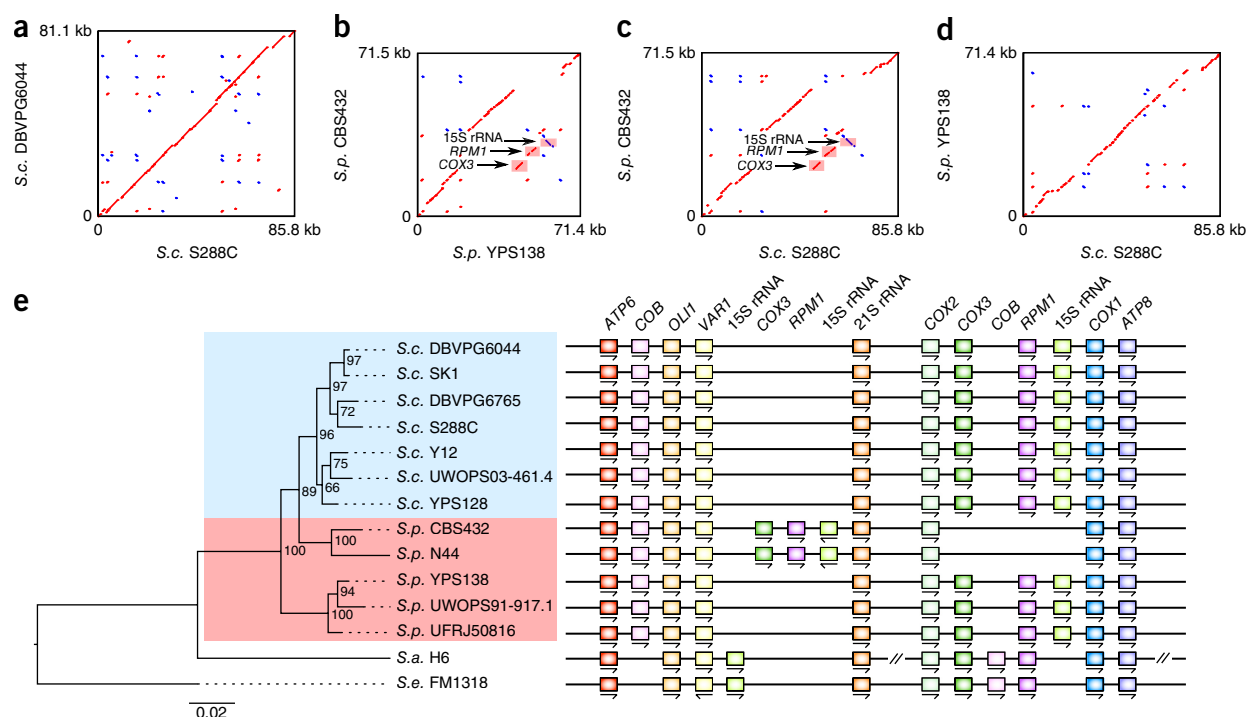 a
81.1 kb
S.c. DBVPG6044
0
0
85.8 kb
S.c. S288C
b
71.5 kb
S.p. CBS432
15S rRNA
RPM1
COX3
0
0
71.4 kb
S.p. YPS138
c
71.5 kb
S.p. CBS432
15S rRNA
RPM1
COX3
0
0
85.8 kb
S.c. S288C
d
71.4 kb
S.p. YPS138
0
0
85.8 kb
S.c. S288C
e
ATP6
COB
OLI1
VAR1
15S rRNA
COX3
RPM1
15S rRNA
21S rRNA
COX2
COX3
COB
RPM1
15S rRNA
COX1
ATP8
S.c. DBVPG6044
S.c. SK1
S.c. DBVPG6765
S.c. S288C
S.c. Y12
S.c. UWOPS03-461.4
S.c. YPS128
S.p. CBS432
S.p. N44
S.p. YPS138
S.p. UWOPS91-917.1
S.p. UFRJ50816
S.a. H6
S.e. FM1318
97
97
72
96
75
66
89
100
100
94
100
//
//
0.02